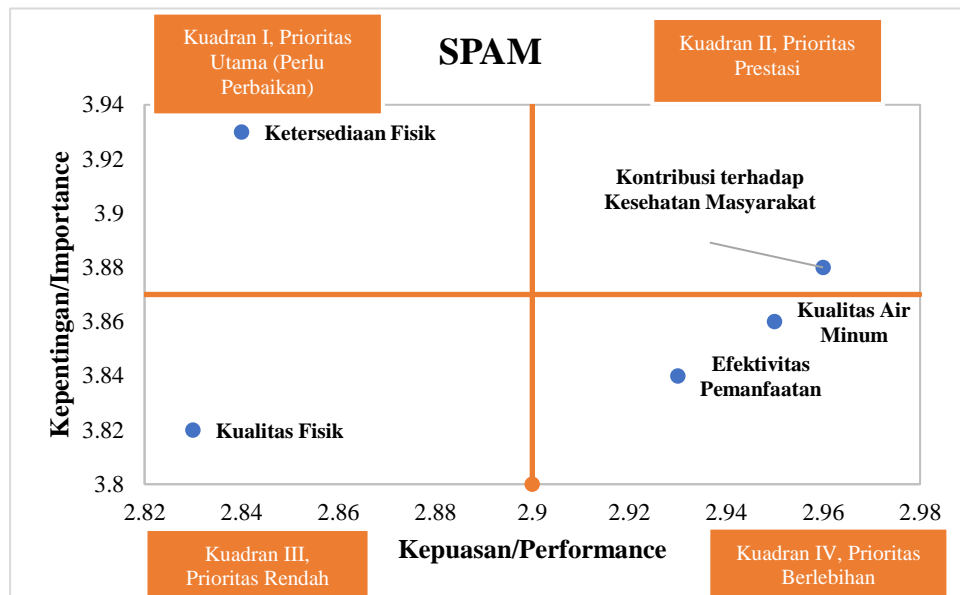 Kuadran I, Prioritas
Utama (Perlu
Perbaikan)
SPAM
Kuadran II, Prioritas
Prestasi
Kepentingan/Importance
3.94
3.92
3.9
3.88
3.86
3.84
3.82
3.8
Ketersediaan Fisik
Kontribusi terhadap
Kesehatan Masyarakat
Kualitas Air
Minum
Efektivitas
Pemanfaatan
Kualitas Fisik
2.82 2.84 2.86 2.88 2.9 2.92 2.94 2.96 2.98
Kepuasan/Performance
Kuadran III,
Prioritas Rendah
Kuadran IV, Prioritas
Berlebihan